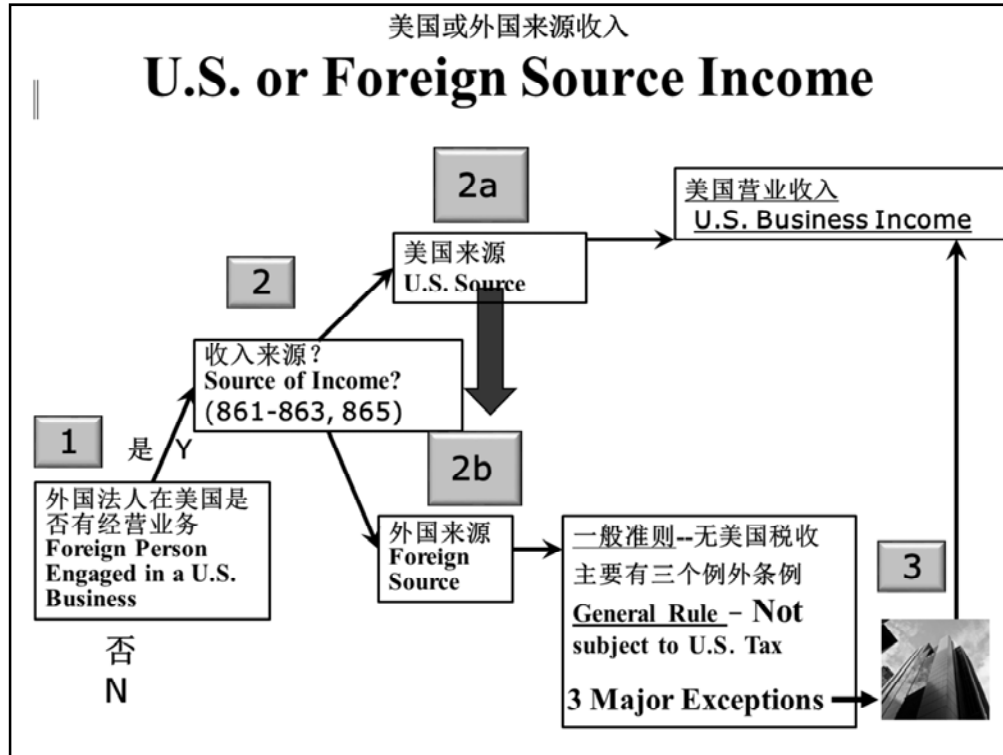 美国或外国来源收入
U.S. or Foreign Source Income
2a
美国营业收入
U.S. Business Income
美国来源
U.S. Source
2
收入来源？
Source of Income?
(861-863, 865)
1
是 Y
2b
外国法人在美国是
否有经营业务
Foreign Person
Engaged in a U.S.
Business
外国来源
Foreign
Source
一般准则--无美国税收
主要有三个例外条例
General Rule – Not
subject to U.S. Tax
3 Major Exceptions
3
否
N